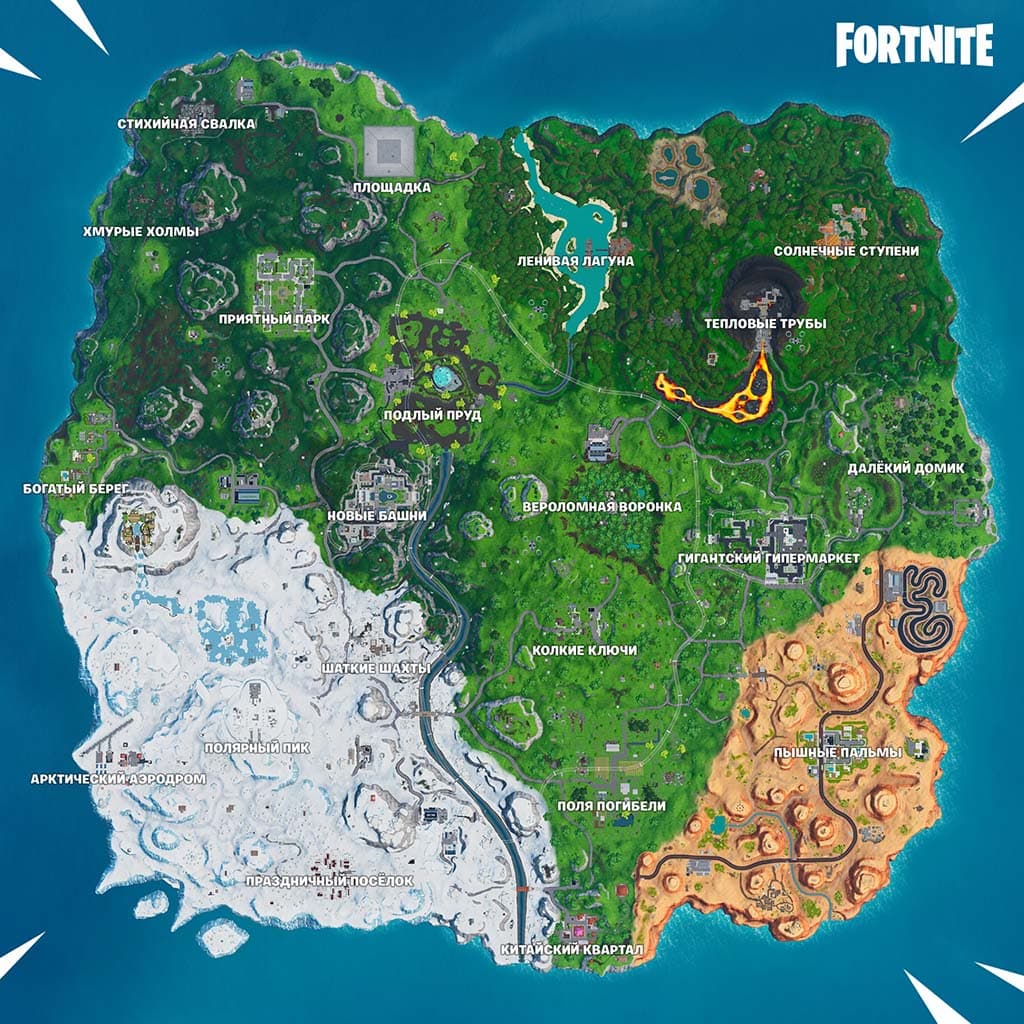 FORTNITE
СТИХИЙНАЯ СВАЛКА
ПЛОЩАДКА
ХМУРЫЕ ХОЛМЫ
СОЛНЕЧНЫЕ СТУПЕНИ
ЛЕНИВАЯ ЛАГУНА
ПРИЯТНЫЙ ПАРК
ТЕПЛОВЫЕ ТРУБЫ
ПОДЛЫЙ ПРУД
ДАЛЁКИЙ ДОМИК
БОГАТЫЙ БЕРЕГ
НОВЫЕ БАШНИ
ВЕРОЛОМНАЯ ВОРОНКА
ГИГАНТСКИЙ ГИПЕРМАРКЕТ
КОЛКИЕ КЛЮЧИ
ШАТКИЕ ШАХТЫ
ПОЛЯРНЫЙ ПИК
ПЫШНЫЕ ПАЛЬМЫ
АРКТИЧЕСКИЙ АЭРОДРОМ
ПОЛЯ ПОГИБЕЛИ
ПРАЗДНИЧНЫЙ ПОСЁЛОК
КИТАЙСКИЙ КВАРТАЛ